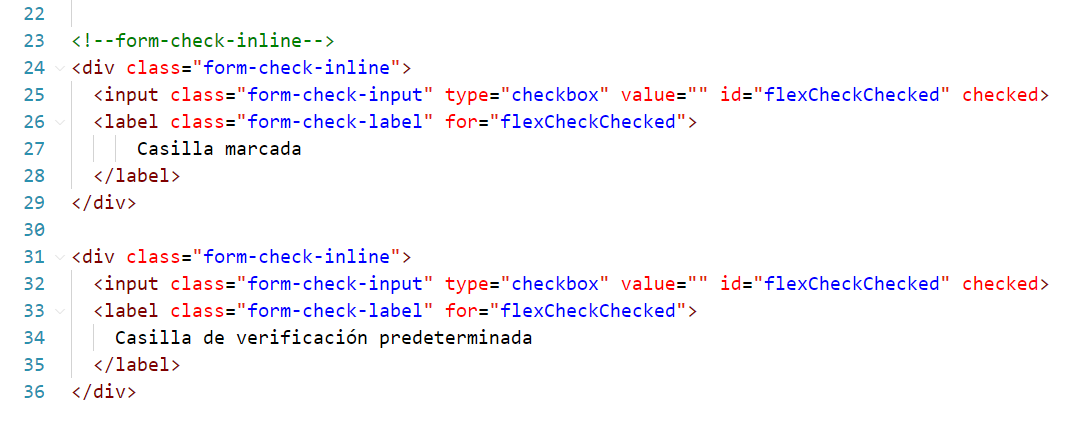 22
23 <!--form-check-inline-->
24 <div class="form-check-inline">
25 <input class="form-check-input" type="checkbox" value="" id="flexCheckChecked" checked>
26 <label class="form-check-label" for="flexCheckChecked">
27 Casilla marcada
28 </label>
29 </div>
30
31 <div class="form-check-inline">
32 <input class="form-check-input" type="checkbox" value="" id="flexCheckChecked" checked>
33 <label class="form-check-label" for="flexCheckChecked">
34 Casilla de verificación predeterminada
35 </label>
36 </div>